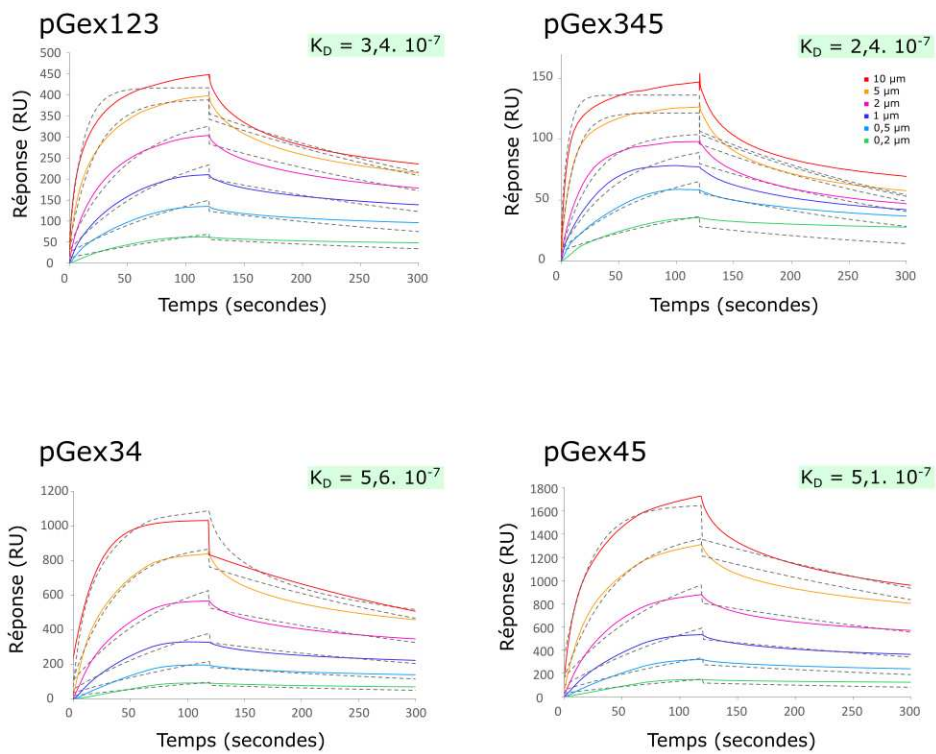 pGex123
K_D = 3,4. 10⁻⁷
Réponse (RU)
500
450
400
350
300
250
200
150
100
50
0
0 50 100 150 200 250 300
Temps (secondes)
pGex345
K_D = 2,4. 10⁻⁷
Réponse (RU)
150
100
50
0
10 µm
5 µm
2 µm
1 µm
0,5 µm
0,2 µm
0 50 100 150 200 250 300
Temps (secondes)
pGex34
K_D = 5,6. 10⁻⁷
Réponse (RU)
1200
1000
800
600
400
200
0
0 50 100 150 200 250 300
Temps (secondes)
pGex45
K_D = 5,1. 10⁻⁷
Réponse (RU)
1800
1600
1400
1200
1000
800
600
400
200
0
0 50 100 150 200 250 300
Temps (secondes)